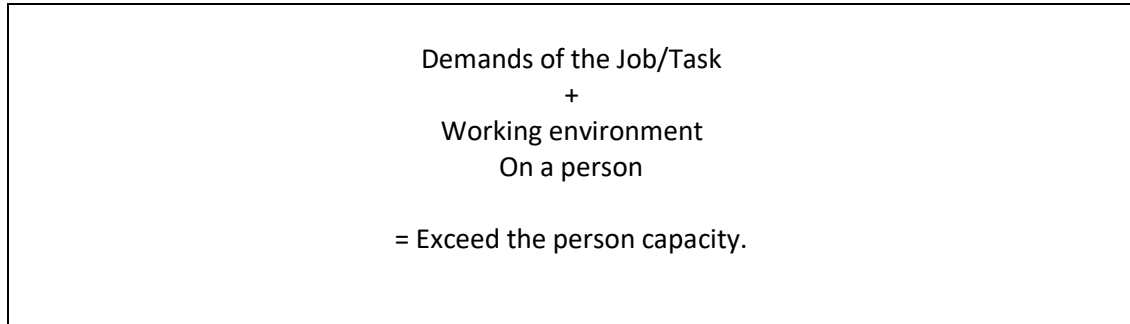 Demands of the Job/Task
+
Working environment
On a person
= Exceed the person capacity.